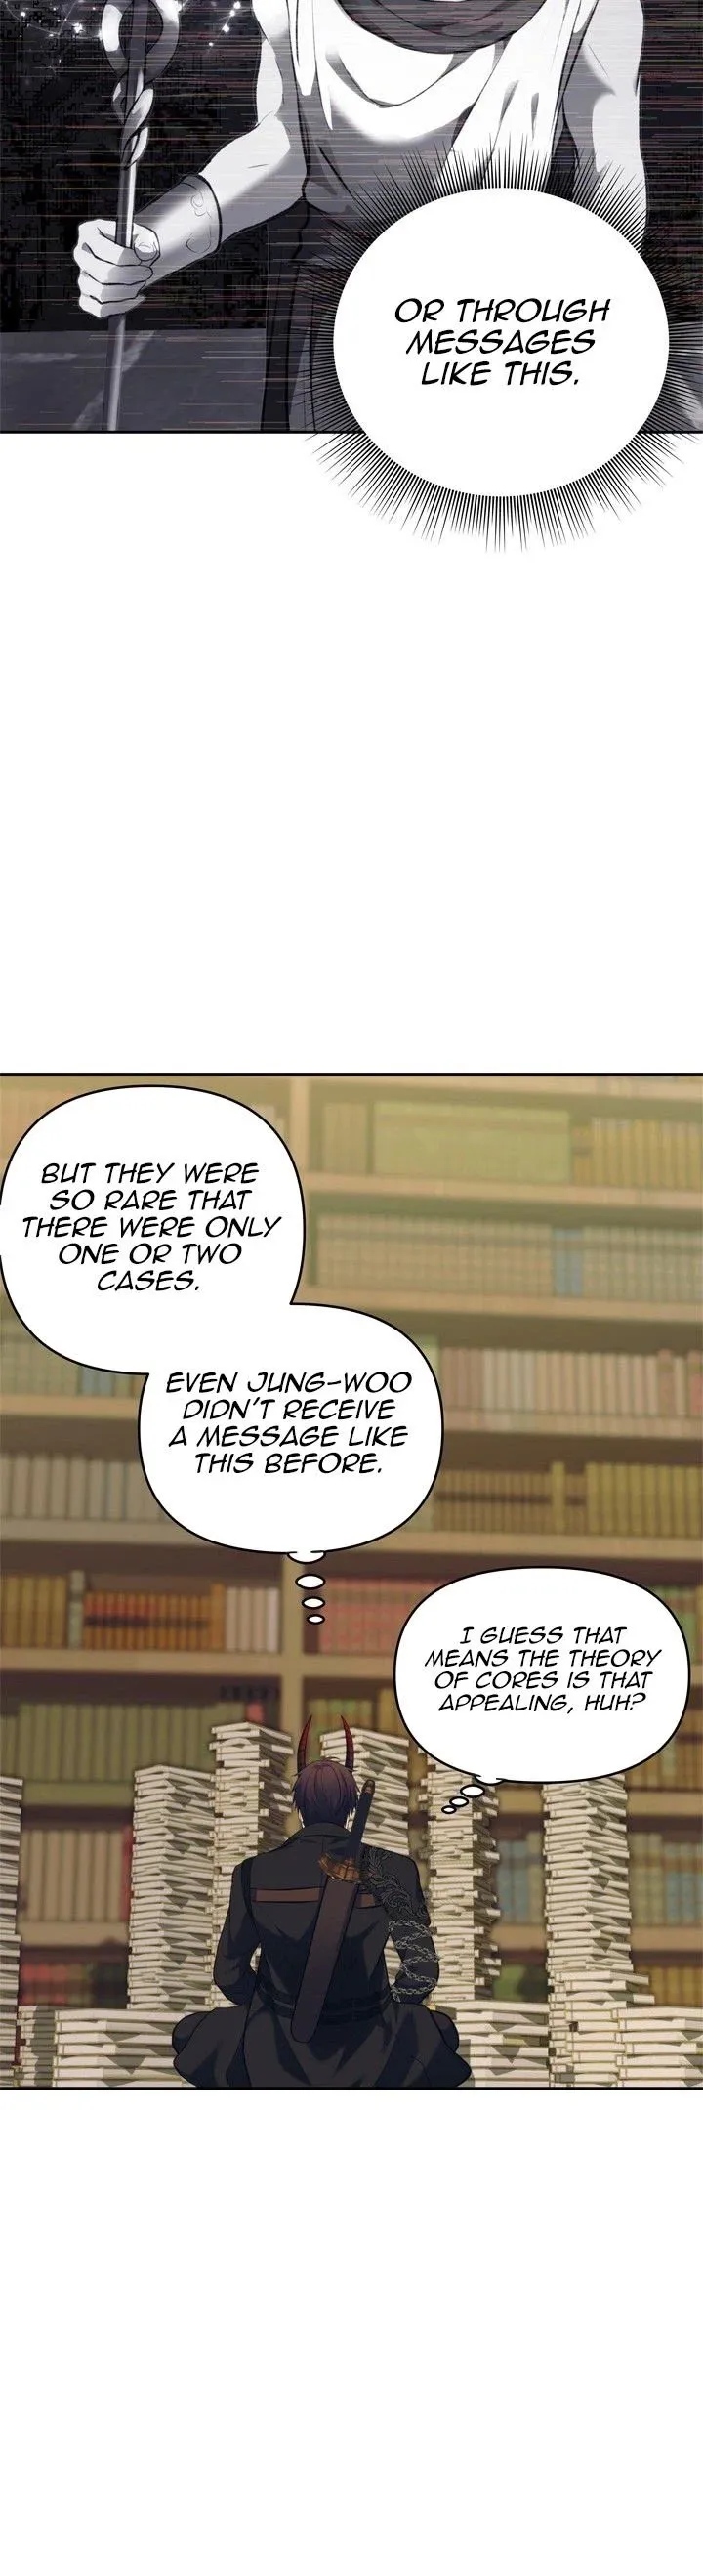 OR THROUGH
MESSAGES
LIKE THIS.
BUT THEY WERE
SO RARE THAT
THERE WERE ONLY
ONE OR TWO
CASES.
EVEN JUNG-WOO
DIDN'T RECEIVE
A MESSAGE LIKE
THIS BEFORE.
I GUESS THAT
MEANS THE THEORY
OF CORES IS THAT
APPEALING, HUH?